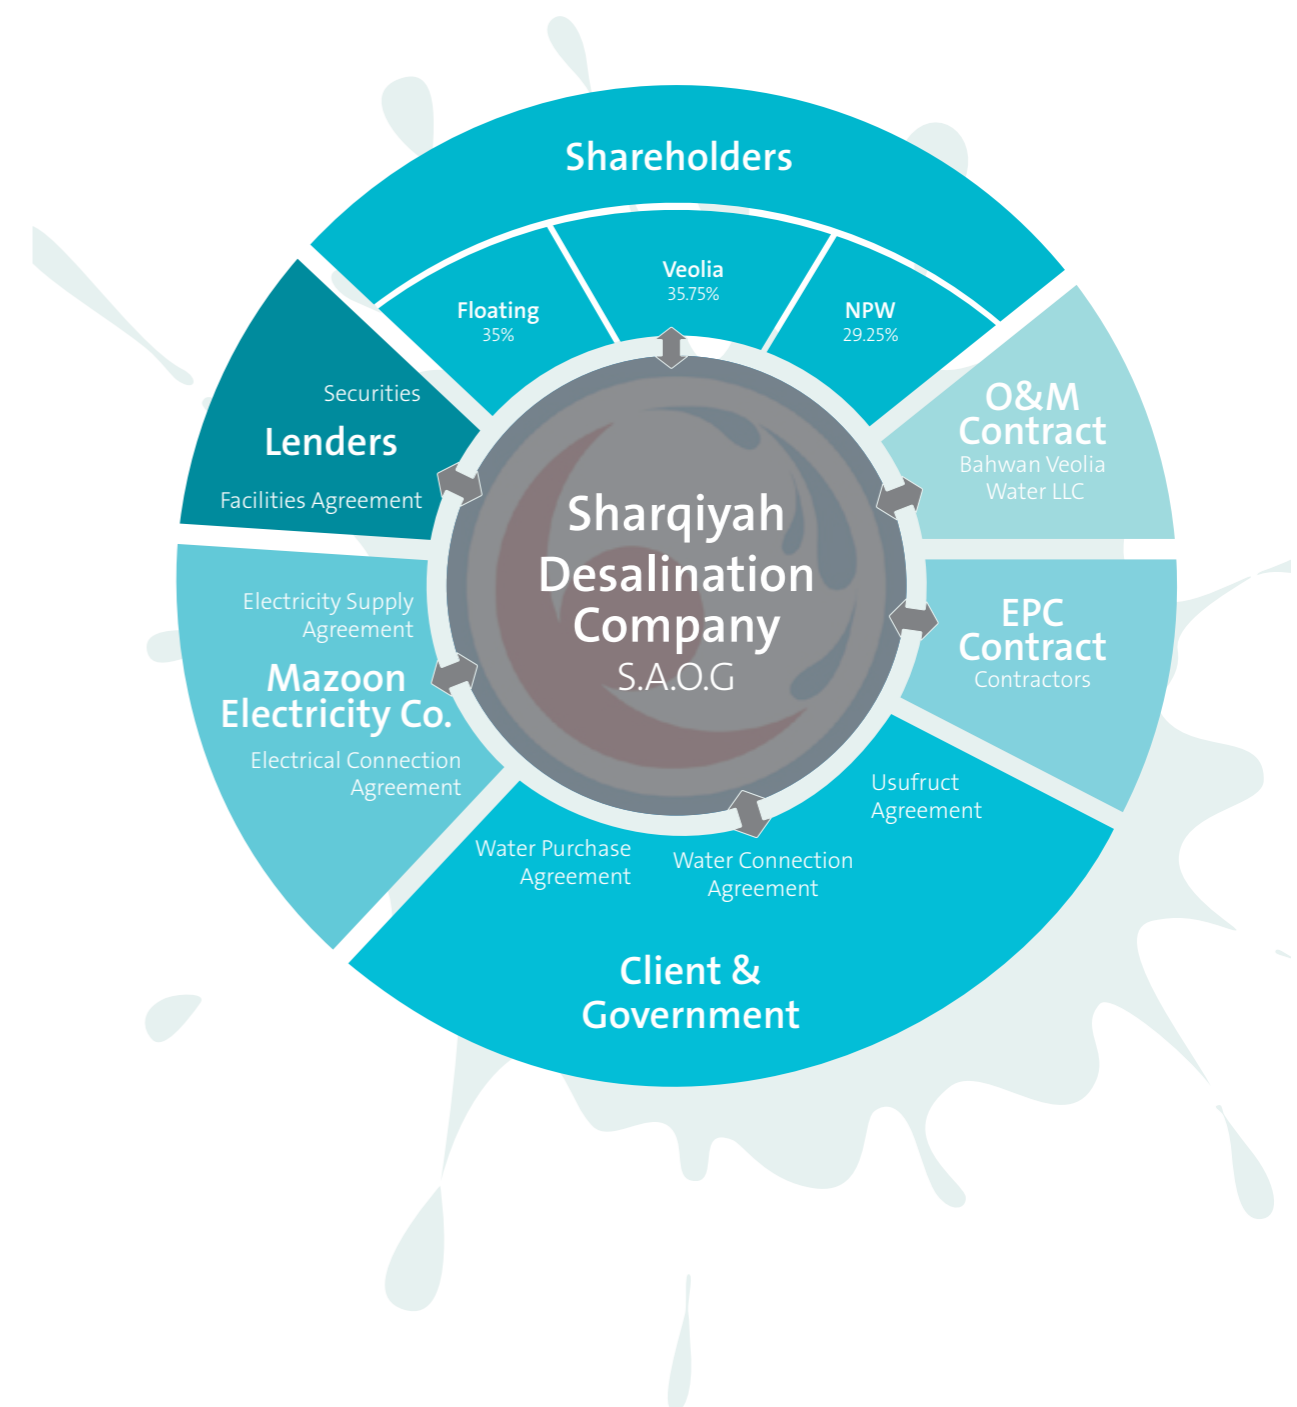 Shareholders
Floating
35%
Veolia
35.75%
NPW
29.25%
Securities
Lenders
Facilities Agreement
O&M
Contract
Bahwan Veolia
Water LLC
Sharqiyah
Desalination
Company
S.A.O.G
Electricity Supply
Agreement
Mazoon
Electricity Co.
Electrical Connection
Agreement
EPC
Contract
Contractors
Usufruct
Agreement
Water Purchase
Agreement
Water Connection
Agreement
Client &
Government